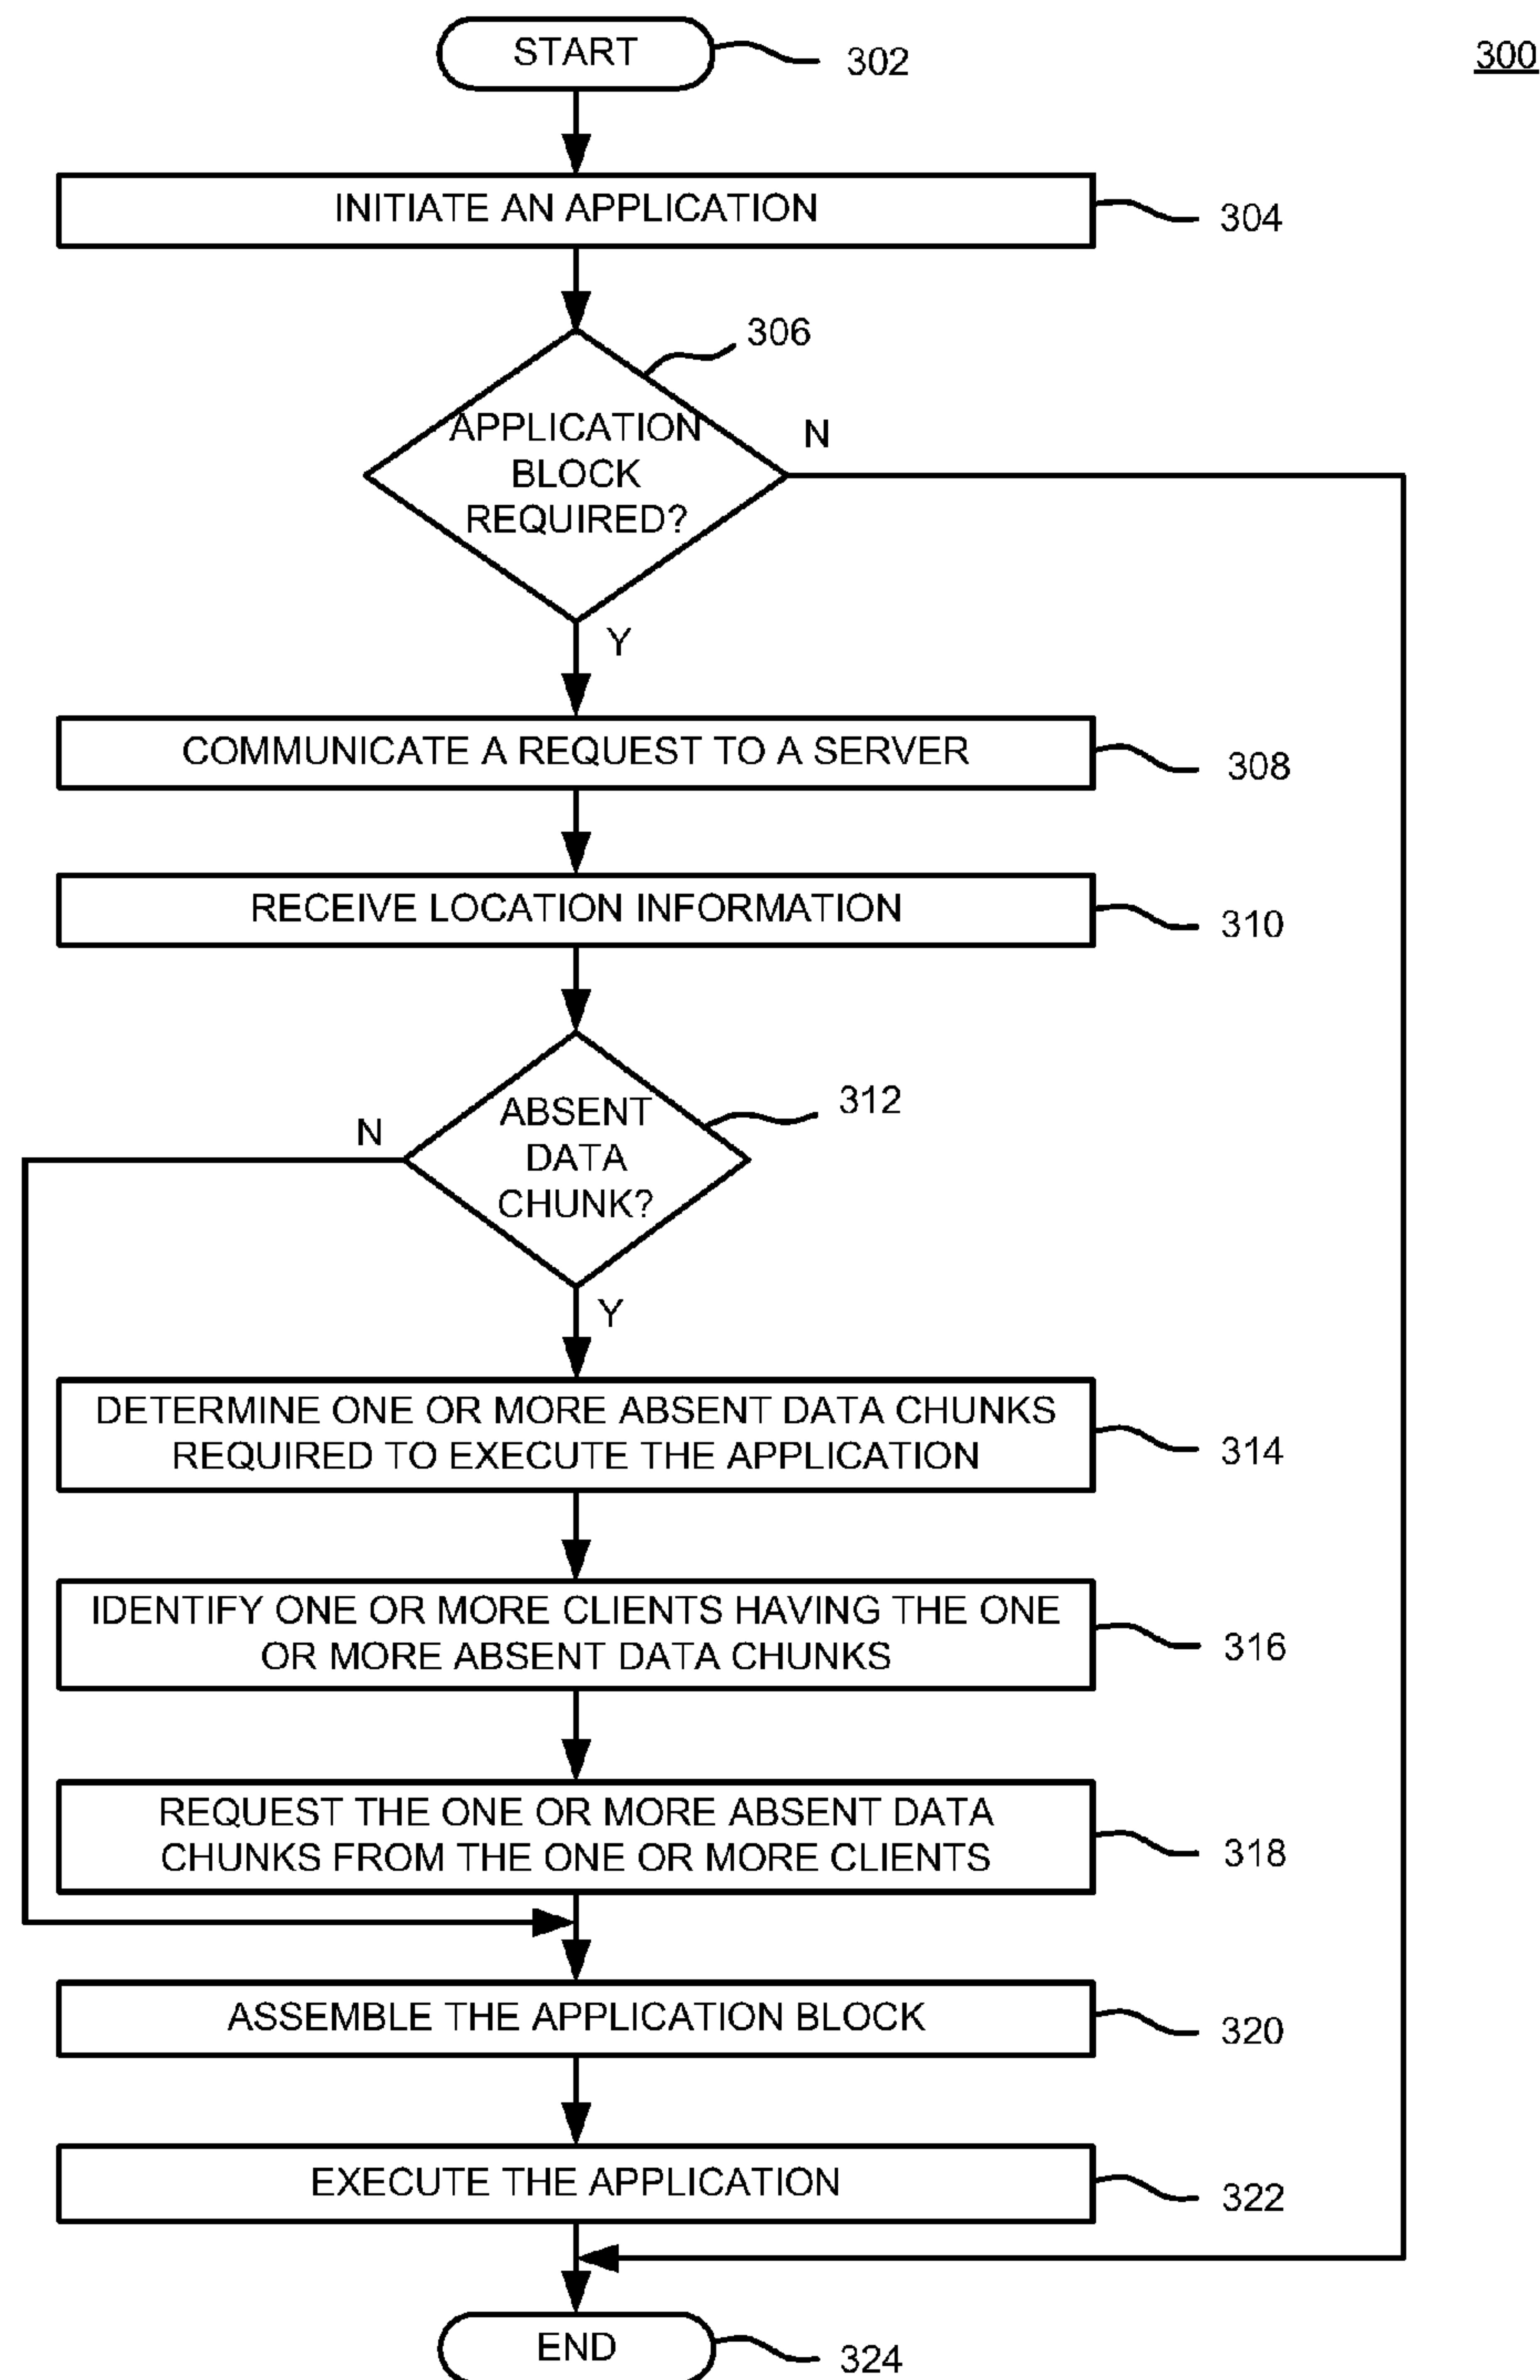 300
START
302
INITIATE AN APPLICATION
304
306
APPLICATION
BLOCK
REQUIRED?
N
Y
COMMUNICATE A REQUEST TO A SERVER
308
RECEIVE LOCATION INFORMATION
310
312
ABSENT
DATA
CHUNK?
N
Y
DETERMINE ONE OR MORE ABSENT DATA CHUNKS
REQUIRED TO EXECUTE THE APPLICATION
314
IDENTIFY ONE OR MORE CLIENTS HAVING THE ONE
OR MORE ABSENT DATA CHUNKS
316
REQUEST THE ONE OR MORE ABSENT DATA
CHUNKS FROM THE ONE OR MORE CLIENTS
318
ASSEMBLE THE APPLICATION BLOCK
320
EXECUTE THE APPLICATION
322
END
324